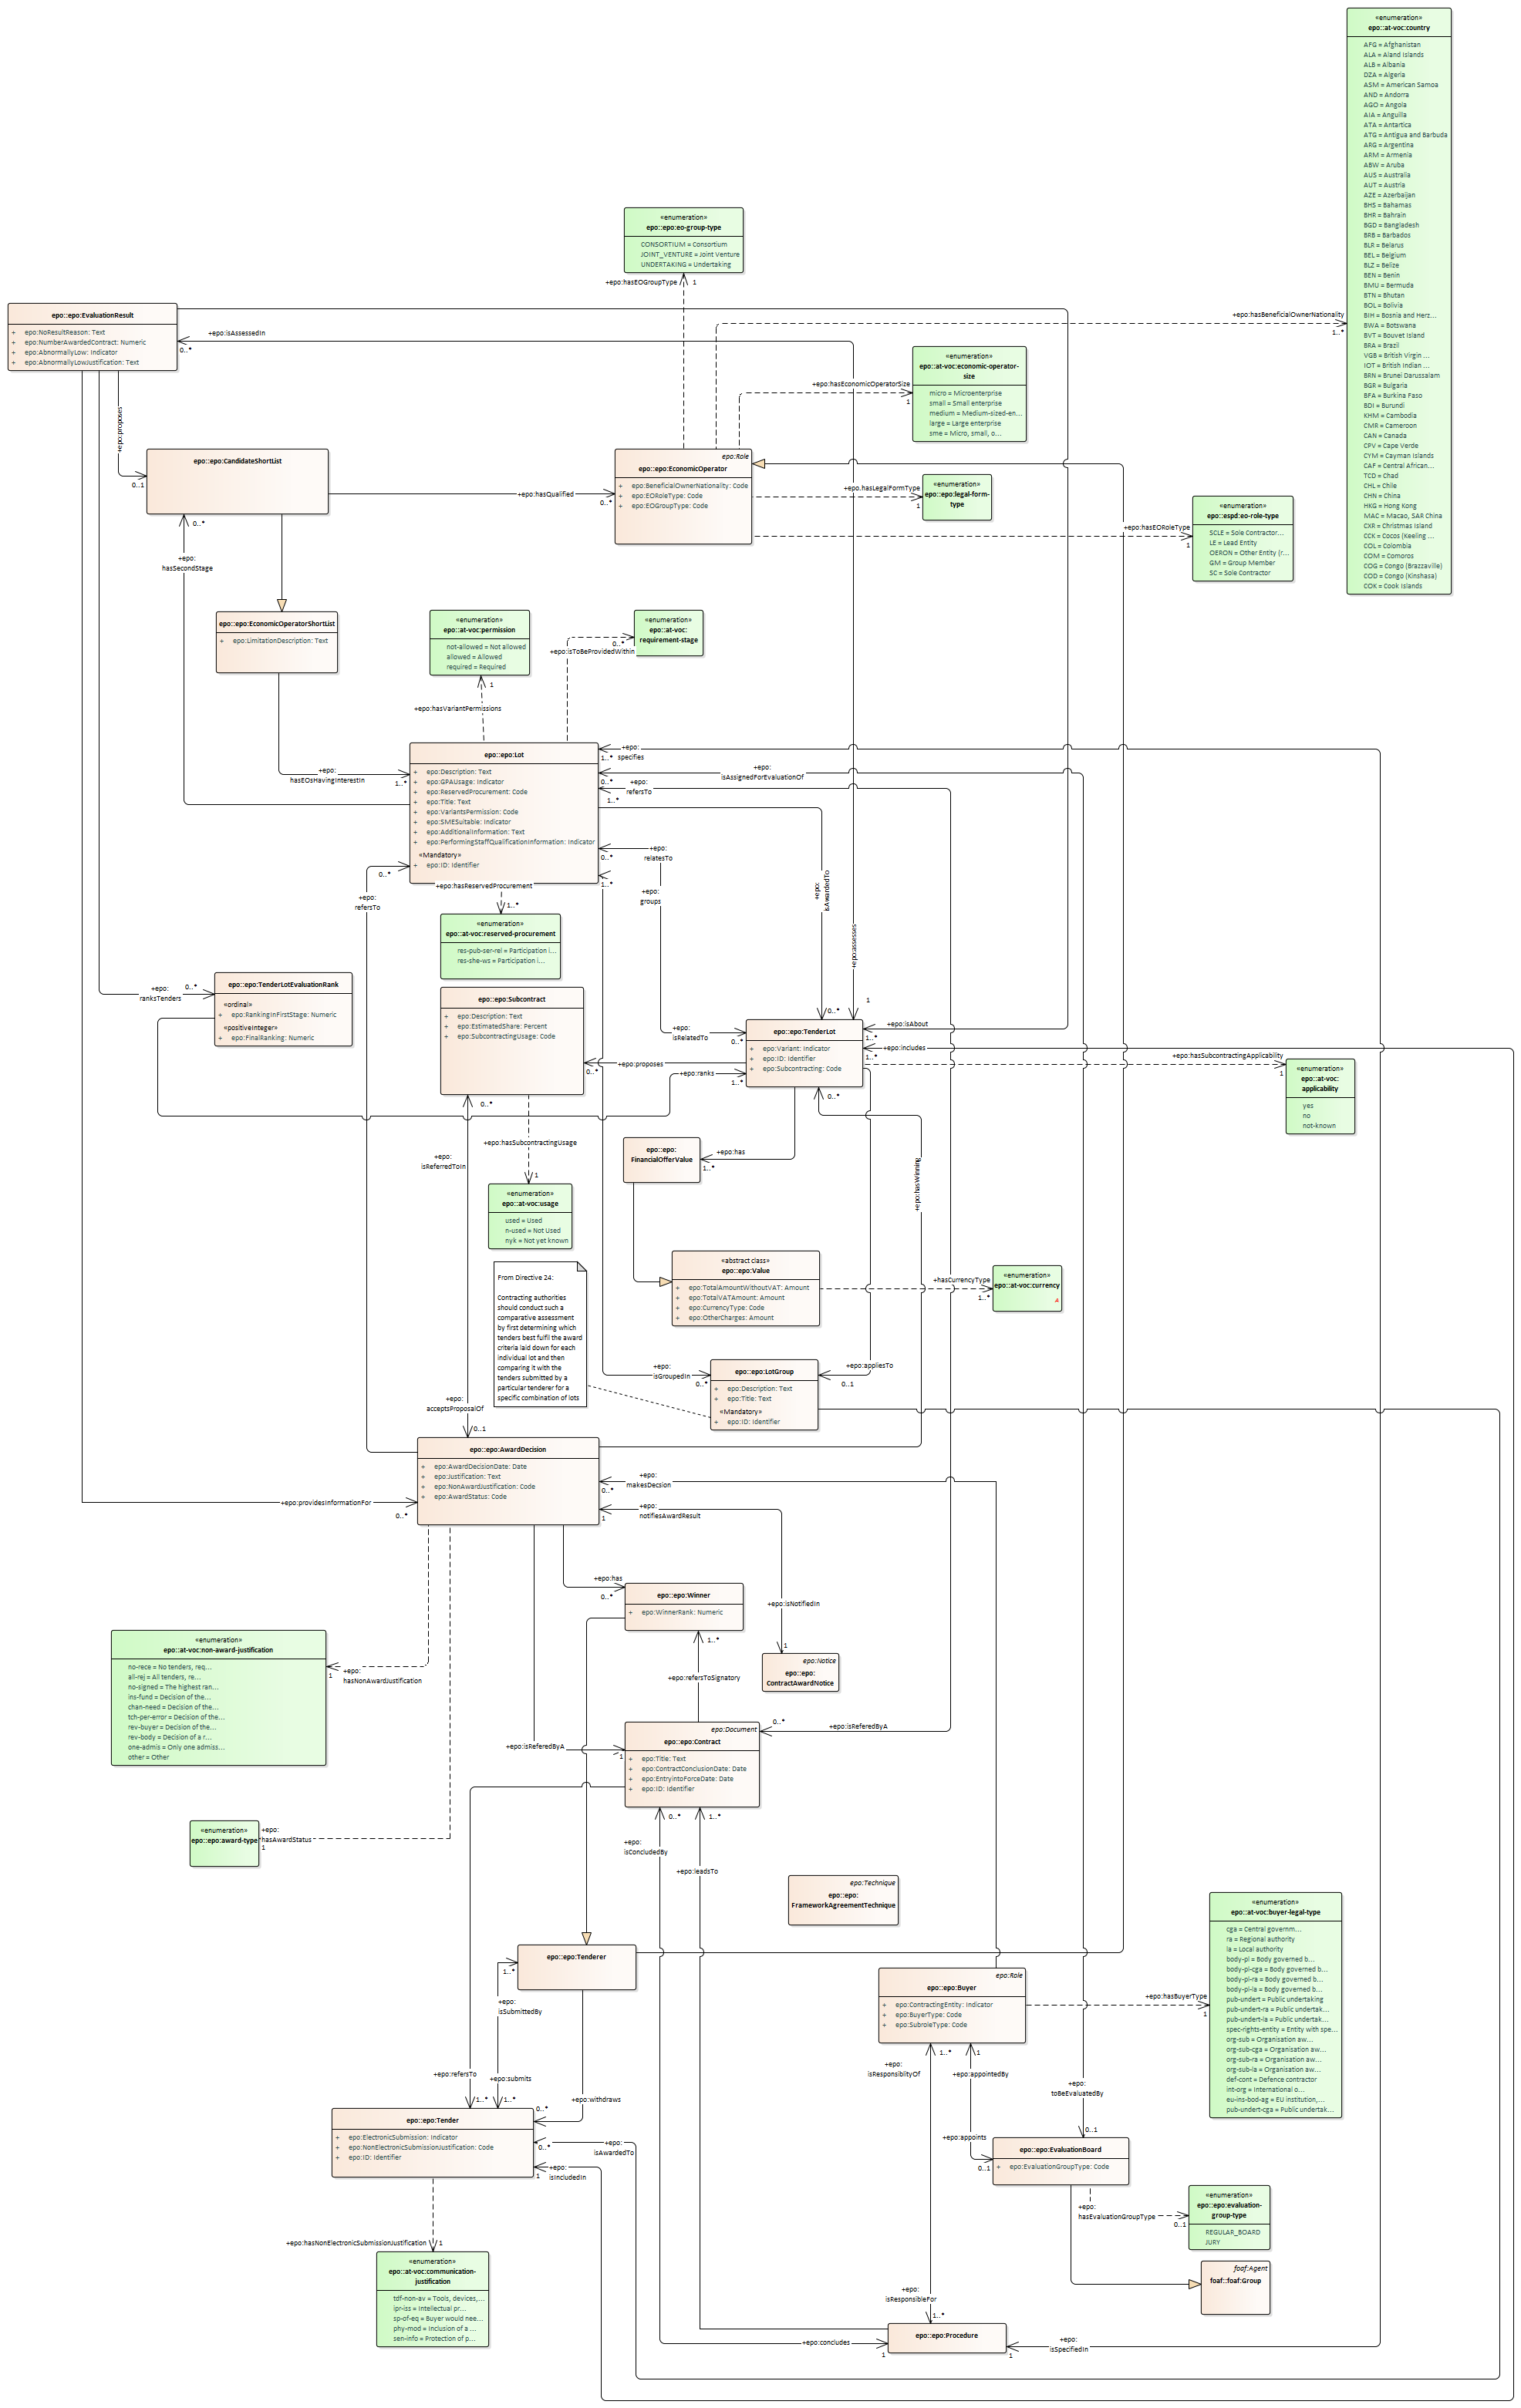 «enumeration»
epo::at-voc:country
AFG = Afghanistan
ALA = Aland Islands
ALB = Albania
DZA = Algeria
ASM = American Samoa
AND = Andorra
AGO = Angola
AIA = Anguilla
ATA = Antartica
ATG = Antigua and Barbuda
ARG = Argentina
ARM = Armenia
ABW = Aruba
AUS = Australia
AUT = Austria
AZE = Azerbaijan
BHS = Bahamas
BHR = Bahrain
BGD = Bangladesh
BRB = Barbados
BLR = Belarus
BEL = Belgium
BLZ = Belize
BEN = Benin
BMU = Bermuda
BTN = Bhutan
BOL = Bolivia
BIH = Bosnia and Herz...
BWA = Botswana
BVT = Bouvet Island
BRA = Brazil
VGB = British Virgin ...
IOT = British Indian ...
BRN = Brunei Darussalam
BGR = Bulgaria
BFA = Burkina Faso
BDI = Burundi
KHM = Cambodia
CMR = Cameroon
CAN = Canada
CPV = Cape Verde
CYM = Cayman Islands
CAF = Central African...
TCD = Chad
CHL = Chile
CHN = China
HKG = Hong Kong
MAC = Macao, SAR China
CXR = Christmas Island
CCK = Cocos (Keeling ...
COL = Colombia
COM = Comoros
COG = Congo (Brazzaville)
COD = Congo (Kinshasa)
COK = Cook Islands
«enumeration»
epo::epo:eo-group-type
CONSORTIUM = Consortium
JOINT_VENTURE = Joint Venture
UNDERTAKING = Undertaking
+epo:hasEOGroupType 1
epo::epo:EvaluationResult
+ epo:NoResultReason: Text
+ epo:NumberAwardedContract: Numeric
+ epo:AbnormallyLow: Indicator
+ epo:AbnormallyLowJustification: Text
+epo:isAssessedIn
0..*
+epo:hasBeneficialOwnerNationality
1..*
«enumeration»
epo::at-voc:economic-operator-
size
micro = Microenterprise
small = Small enterprise
medium = Medium-sized-en...
large = Large enterprise
sme = Micro, small, o...
+epo:hasEconomicOperatorSize
1
+epo:proposes
0..1
epo::epo:CandidateShortList
+epo:hasQualified
0..*
epo:Role
epo::epo:EconomicOperator
+ epo:BeneficialOwnerNationality: Code
+ epo:EORoleType: Code
+ epo:EOGroupType: Code
+epo:hasLegalFormType
1
«enumeration»
epo::epo:legal-form-
type
+epo:hasEORoleType
1
«enumeration»
epo::espd:eo-role-type
SCLE = Sole Contractor...
LE = Lead Entity
OERON = Other Entity (r...
GM = Group Member
SC = Sole Contractor
0..*
+epo:
hasSecondStage
epo::epo:EconomicOperatorShortList
+ epo:LimitationDescription: Text
«enumeration»
epo::at-voc:permission
not-allowed = Not allowed
allowed = Allowed
required = Required
1
+epo:hasVariantPermissions
«enumeration»
epo::at-voc:
requirement-stage
0..*
+epo:isToBeProvidedWithin
+epo:
hasEOsHavingInterestIn
1..*
epo::epo:Lot
+ epo:Description: Text
+ epo:GPAUsage: Indicator
+ epo:ReservedProcurement: Code
+ epo:Title: Text
+ epo:VariantsPermission: Code
+ epo:SMESuitable: Indicator
+ epo:AdditionalInformation: Text
+ epo:PerformingStaffQualificationInformation: Indicator
«Mandatory»
+ epo:ID: Identifier
+epo:
specifies
1..*
+epo:
isAssignedForEvaluationOf
0..*
+epo:
refersTo
1..*
+epo:
relatesTo
0..*
1..*
+epo:
groups
+epo:
isAwardedTo
0..*
+epo:assesses
1
0..*
+epo:
refersTo
+epo:hasReservedProcurement
1..*
«enumeration»
epo::at-voc:reserved-procurement
res-pub-ser-rel = Participation i...
res-she-ws = Participation i...
epo::epo:TenderLotEvaluationRank
«ordinal»
+ epo:RankingInFirstStage: Numeric
«positiveInteger»
+ epo:FinalRanking: Numeric
+epo:
ranksTenders
0..*
epo::epo:Subcontract
+ epo:Description: Text
+ epo:EstimatedShare: Percent
+ epo:SubcontractingUsage: Code
+epo:
isRelatedTo
0..*
epo::epo:TenderLot
+ epo:Variant: Indicator
+ epo:ID: Identifier
+ epo:Subcontracting: Code
+epo:isAbout
1..*
+epo:includes
1..*
+epo:proposes
0..*
+epo:ranks
1..*
+epo:hasSubcontractingApplicability
1
«enumeration»
epo::at-voc:
applicability
yes
no
not-known
0..*
+epo:
isReferredToIn
+epo:hasSubcontractingUsage
1
«enumeration»
epo::at-voc:usage
used = Used
n-used = Not Used
nyk = Not yet known
epo::epo:
FinancialOfferValue
+epo:has
1..*
0..*
+epo:hasWinning
«abstract class»
epo::epo:Value
+ epo:TotalAmountWithoutVAT: Amount
+ epo:TotalVATAmount: Amount
+ epo:CurrencyType: Code
+ epo:OtherCharges: Amount
+epo:hasCurrencyType
1..*
«enumeration»
epo::at-voc:currency
From Directive 24:
Contracting authorities
should conduct such a
comparative assessment
by first determining which
tenders best fulfil the award
criteria laid down for each
individual lot and then
comparing it with the
tenders submitted by a
particular tenderer for a
specific combination of lots
+epo:
isGroupedIn
0..*
epo::epo:LotGroup
+ epo:Description: Text
+ epo:Title: Text
«Mandatory»
+ epo:ID: Identifier
+epo:appliesTo
0..1
+epo:
acceptsProposalOf
0..1
epo::epo:AwardDecision
+ epo:AwardDecisionDate: Date
+ epo:Justification: Text
+ epo:NonAwardJustification: Code
+ epo:AwardStatus: Code
+epo:providesInformationFor
0..*
+epo:
makesDecsion
0..*
+epo:
notifiesAwardResult
1
+epo:has
0..*
epo::epo:Winner
+ epo:WinnerRank: Numeric
+epo:isNotifiedIn
1
epo:Notice
epo::epo:
ContractAwardNotice
«enumeration»
epo::at-voc:non-award-justification
no-rece = No tenders, req...
all-rej = All tenders, re...
no-signed = The highest ran...
ins-fund = Decision of the...
chan-need = Decision of the...
tch-per-error = Decision of the...
rev-buyer = Decision of the...
rev-body = Decision of a r...
one-admis = Only one admiss...
other = Other
1
+epo:
hasNonAwardJustification
1..*
+epo:refersToSignatory
epo:Document
epo::epo:Contract
+ epo:Title: Text
+ epo:ContractConclusionDate: Date
+ epo:EntryintoForceDate: Date
+ epo:ID: Identifier
0..*
+epo:isReferedByA
+epo:isReferedByA
1
«enumeration»
epo::epo:award-type
+epo:
hasAwardStatus
1
0..*
+epo:
isConcludedBy
1..*
+epo:leadsTo
epo:Technique
epo::epo:
FrameworkAgreementTechnique
epo::epo:Tenderer
1..*
+epo:
isSubmittedBy
epo:Role
epo::epo:Buyer
+ epo:ContractingEntity: Indicator
+ epo:BuyerType: Code
+ epo:SubroleType: Code
+epo:hasBuyerType
1
«enumeration»
epo::at-voc:buyer-legal-type
cga = Central governm...
ra = Regional authority
la = Local authority
body-pl = Body governed b...
body-pl-cga = Body governed b...
body-pl-ra = Body governed b...
body-pl-la = Body governed b...
pub-undert = Public undertaking
pub-undert-ra = Public undertak...
pub-undert-la = Public undertak...
spec-rights-entity = Entity with spe...
org-sub = Organisation aw...
org-sub-cga = Organisation aw...
org-sub-ra = Organisation aw...
org-sub-la = Organisation aw...
def-cont = Defence contractor
int-org = International o...
eu-ins-bod-ag = EU institution,...
pub-undert-cga = Public undertak...
1..*
+epo:
isResponsiblityOf
1
+epo:appointedBy
+epo:
toBeEvaluatedBy
0..1
+epo:refersTo
1..*
+epo:submits
1..*
+epo:withdraws
0..*
epo::epo:Tender
+ epo:ElectronicSubmission: Indicator
+ epo:NonElectronicSubmissionJustification: Code
+ epo:ID: Identifier
+epo:
isAwardedTo
0..*
+epo:
isIncludedIn
1
+epo:appoints
0..1
epo::epo:EvaluationBoard
+ epo:EvaluationGroupType: Code
+epo:
hasEvaluationGroupType
0..1
«enumeration»
epo::epo:evaluation-
group-type
REGULAR_BOARD
JURY
+epo:hasNonElectronicSubmissionJustification
1
«enumeration»
epo::at-voc:communication-
justification
tdf-non-av = Tools, devices,...
ipr-iss = Intellectual pr...
sp-of-eq = Buyer would nee...
phy-mod = Inclusion of a ...
sen-info = Protection of p...
foaf:Agent
foaf::foaf:Group
+epo:
isResponsibleFor
1..*
epo::epo:Procedure
+epo:concludes
1
+epo:
isSpecifiedIn
1